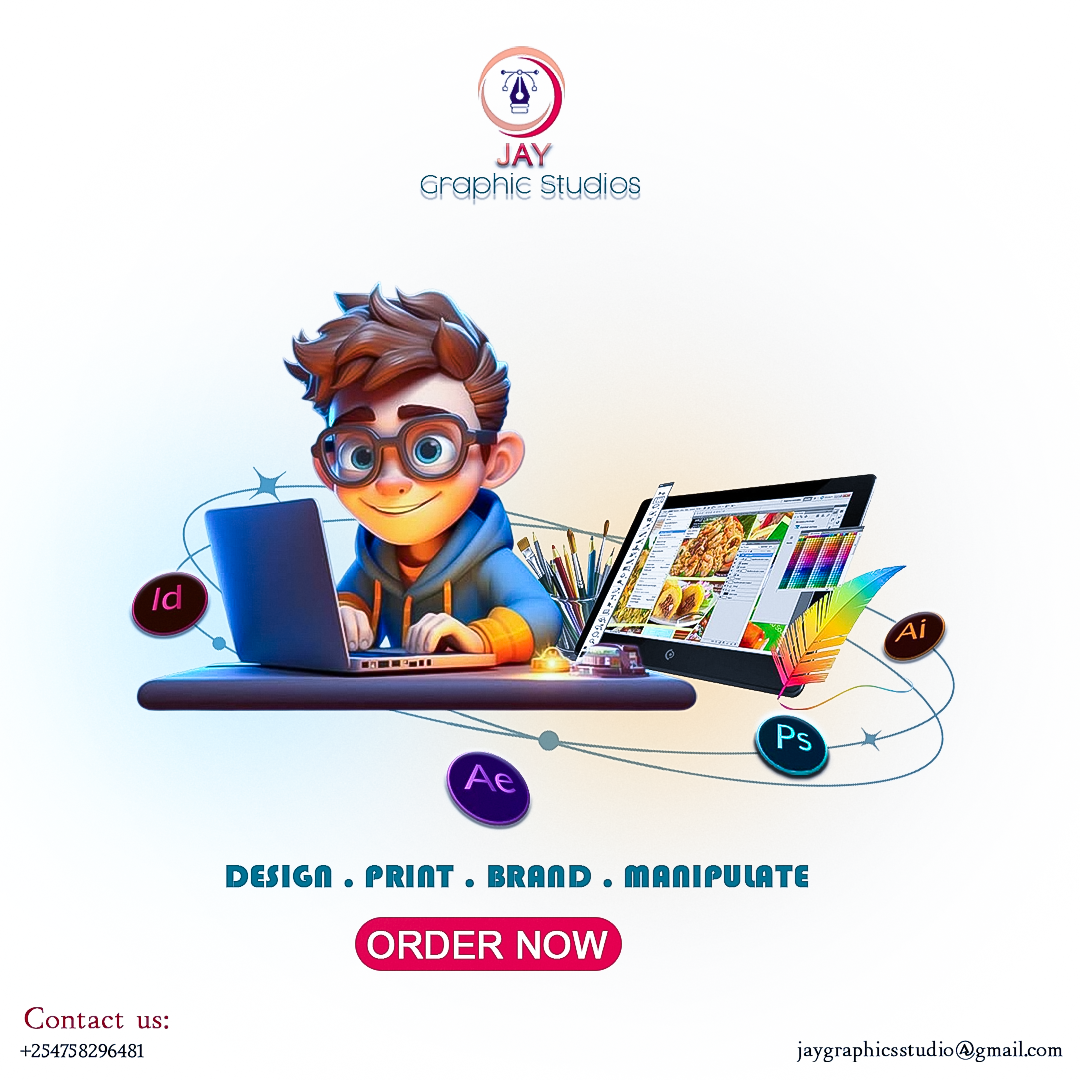 JAY
Graphic Studios
Id
Ai
Ps
Ae
DESIGN . PRINT . BRAND . MANIPULATE
ORDER NOW
Contact us:
+254758296481
jaygraphicsstudio@gmail.com